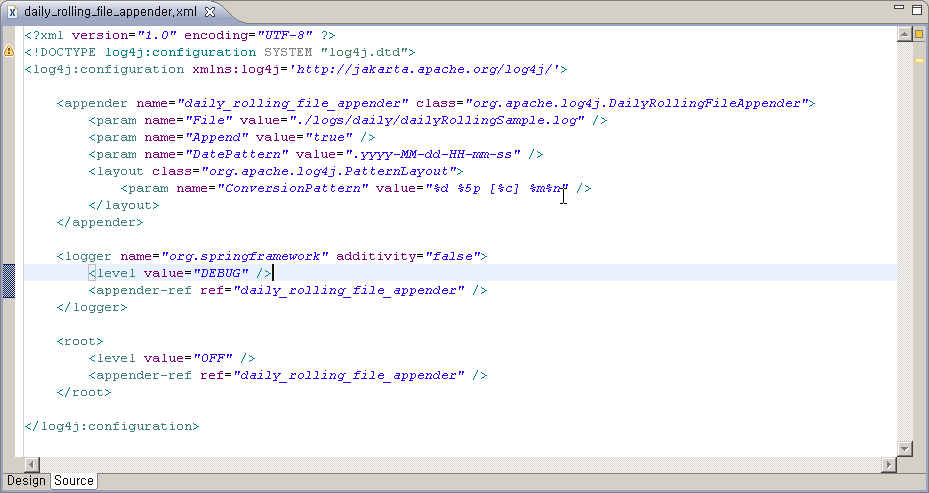 daily_rolling_file_appender.xml
<?xml version="1.0" encoding="UTF-8" ?>
<!DOCTYPE log4j:configuration SYSTEM "log4j.dtd">
<log4j:configuration xmlns:log4j='http://jakarta.apache.org/log4j/'>
<appender name="daily_rolling_file_appender" class="org.apache.log4j.DailyRollingFileAppender">
<param name="File" value="./logs/daily/dailyRollingSample.log" />
<param name="Append" value="true" />
<param name="DatePattern" value=".yyyy-MM-dd-HH-mm-ss" />
<layout class="org.apache.log4j.PatternLayout">
<param name="ConversionPattern" value="%d %5p [%c] %m%n" />
</layout>
</appender>
<logger name="org.springframework" additivity="false">
<level value="DEBUG" />
<appender-ref ref="daily_rolling_file_appender" />
</logger>
<root>
<level value="OFF" />
<appender-ref ref="daily_rolling_file_appender" />
</root>
</log4j:configuration>
Design Source